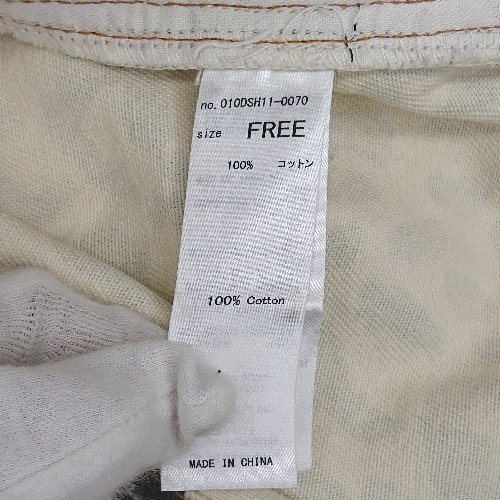 no. 010DSH11-0070
size FREE
100% コットン
100% Cotton
MADE IN CHINA